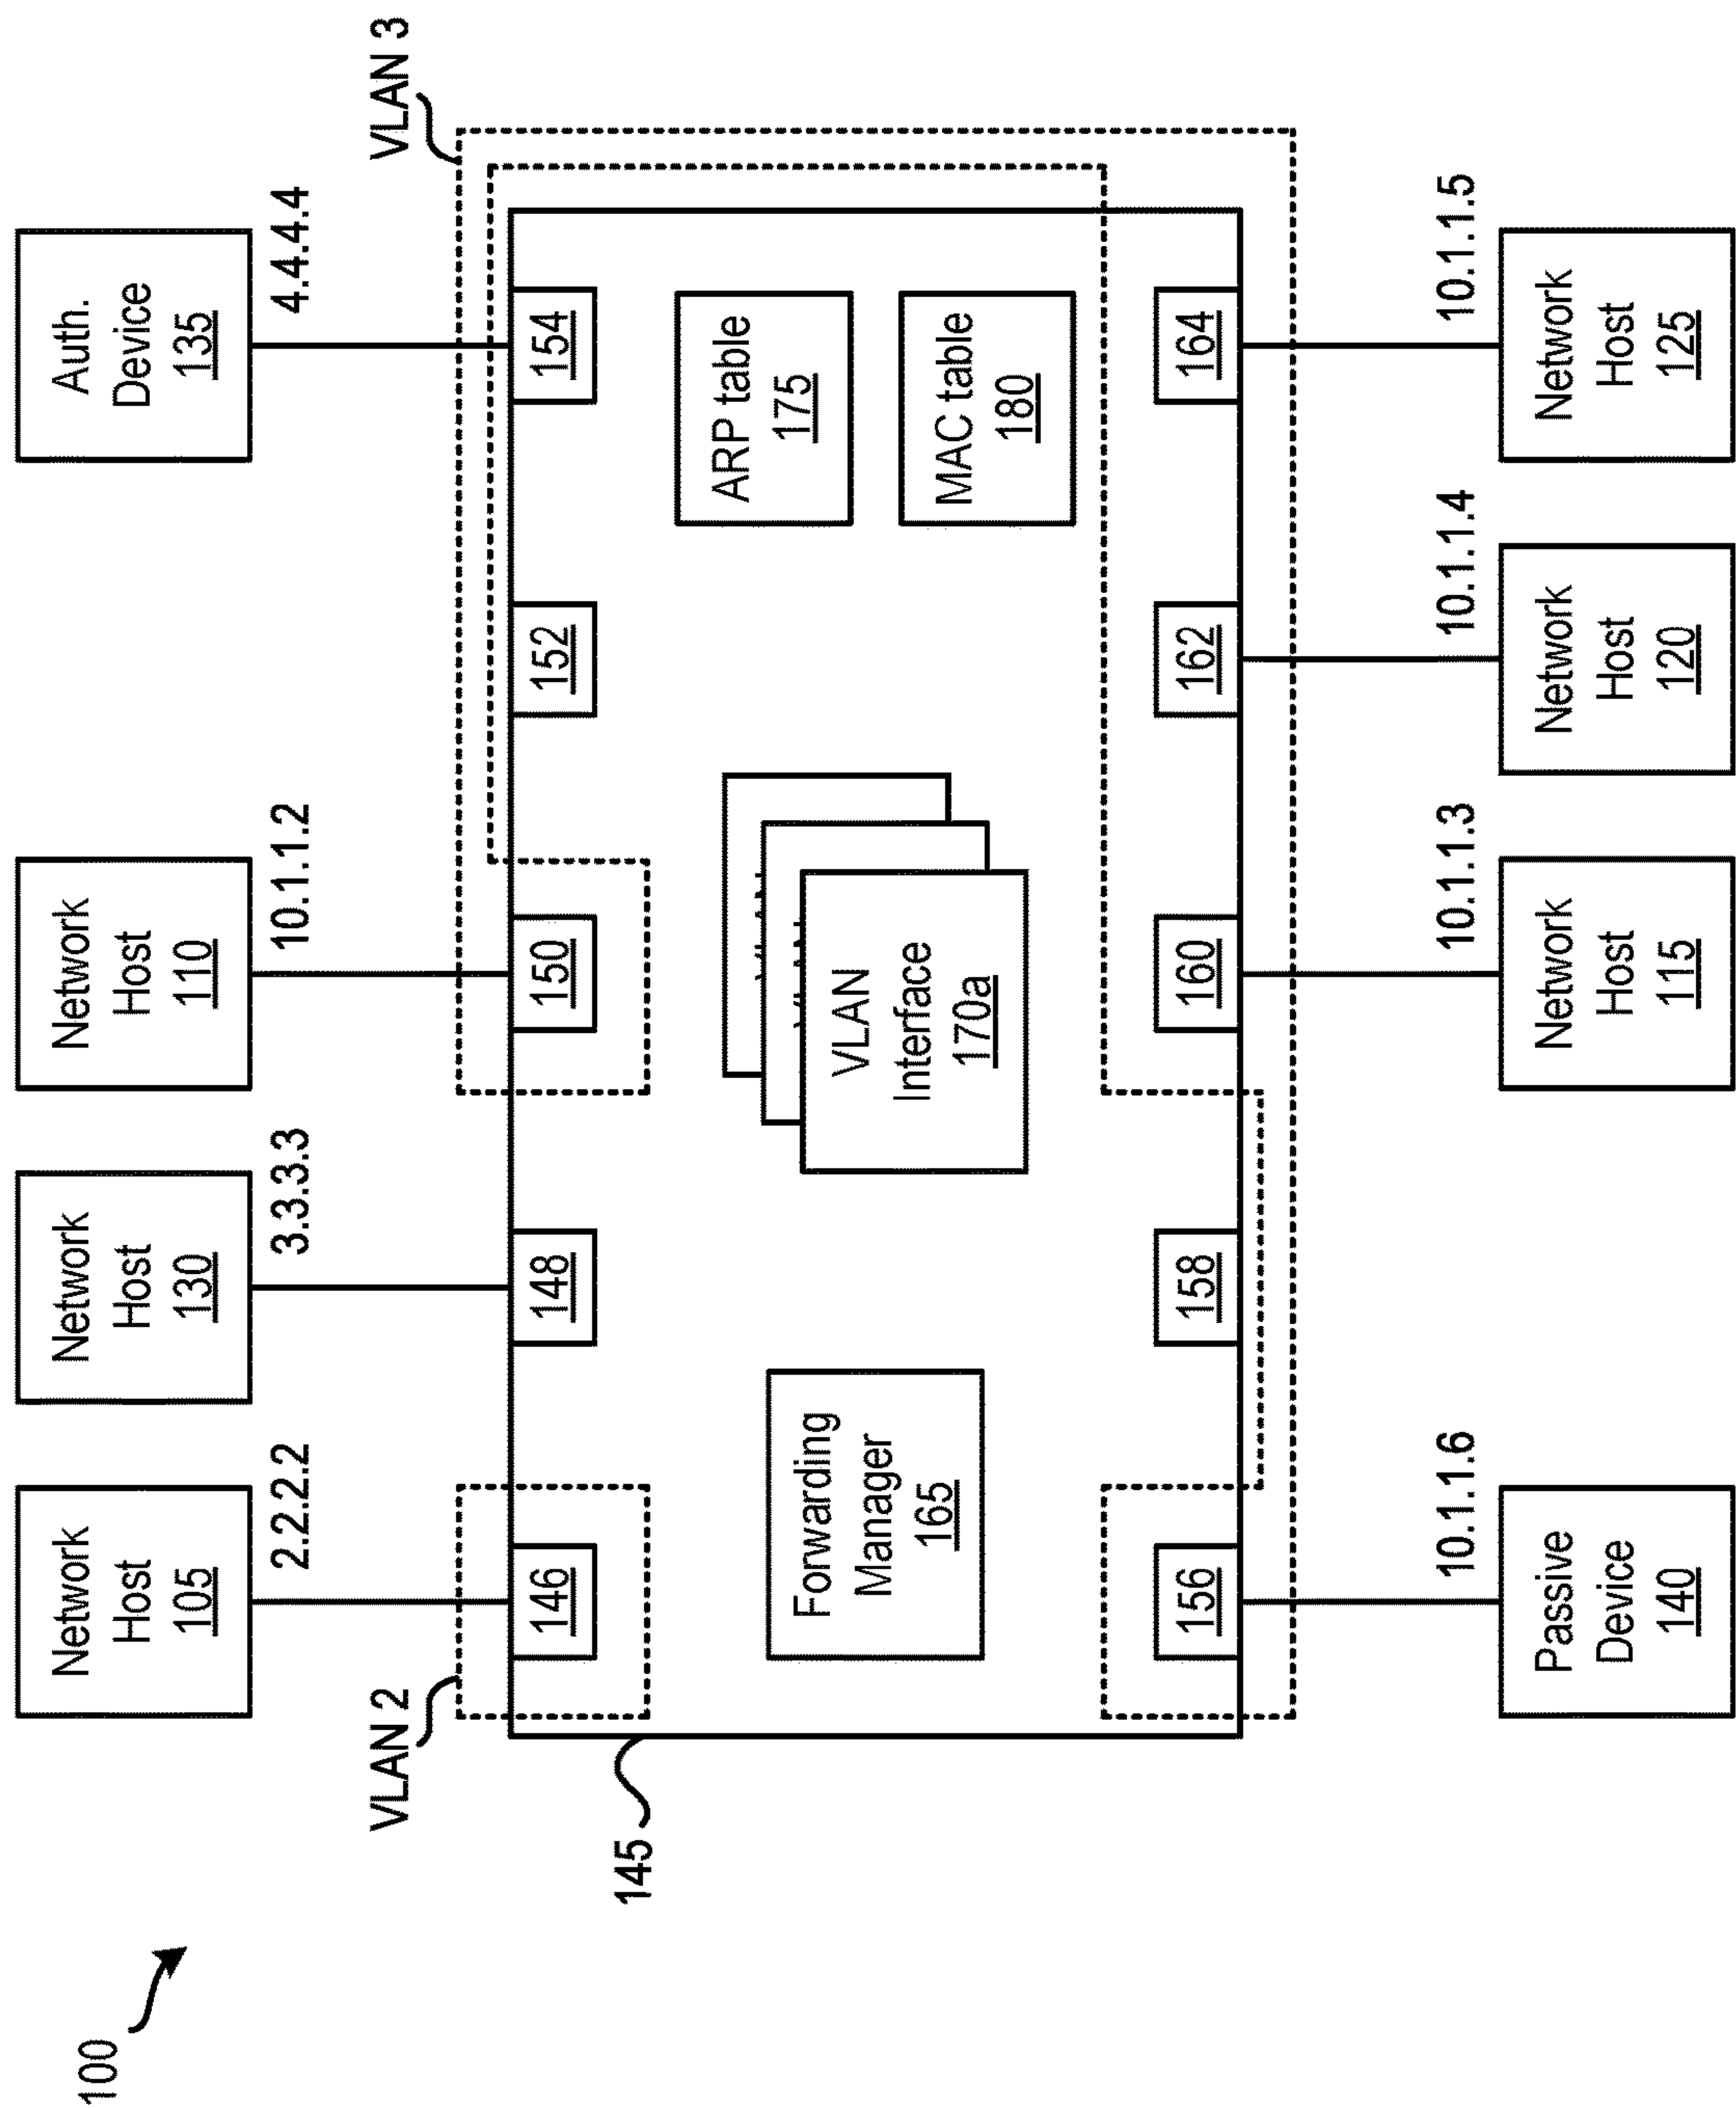 100
Network
Host
105
Network
Host
130
Network
Host
110
Auth.
Device
135
2.2.2.2
3.3.3.3
10.1.1.2
4.4.4.4
VLAN 2
VLAN 3
145
146
148
150
152
154
Forwarding
Manager
165
VLAN
Interface
170a
ARP table
175
MAC table
180
156
158
160
162
164
10.1.1.6
10.1.1.3
10.1.1.4
10.1.1.5
Passive
Device
140
Network
Host
115
Network
Host
120
Network
Host
125